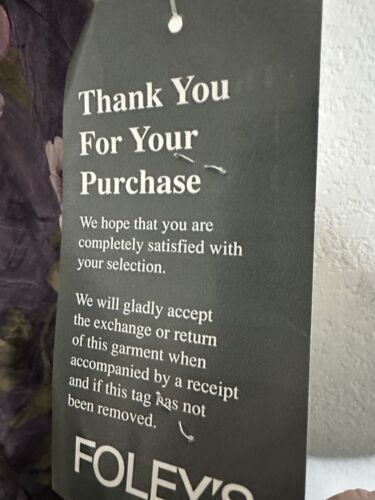 Thank You
For Your
Purchase
We hope that you are
completely satisfied with
your selection.
We will gladly accept
the exchange or return
of this garment when
accompanied by a receipt
and if this tag has not
been removed.
FOLEY'S